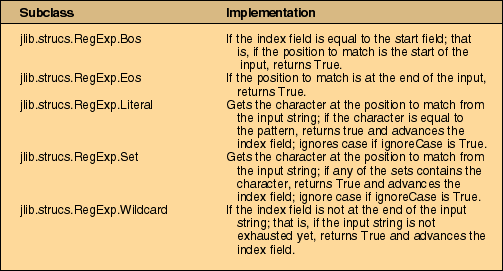 Subclass Implementation
jlib.strucs.RegExp.Bos If the index field is equal to the start field; that
is, if the position to match is the start of the
input, returns True.
jlib.strucs.RegExp.Eos If the position to match is at the end of the input,
returns True.
jlib.strucs.RegExp.Literal Gets the character at the position to match from
the input string; if the character is equal to
the pattern, returns true and advances the
index field; ignores case if ignoreCase is True.
jlib.strucs.RegExp.Set Gets the character at the position to match from
the input string; if any of the sets contains the
character, returns True and advances the
index field; ignore case if ignoreCase is True.
jlib.strucs.RegExp.Wildcard If the index field is not at the end of the input
string; that is, if the input string is not
exhausted yet, returns True and advances the
index field.